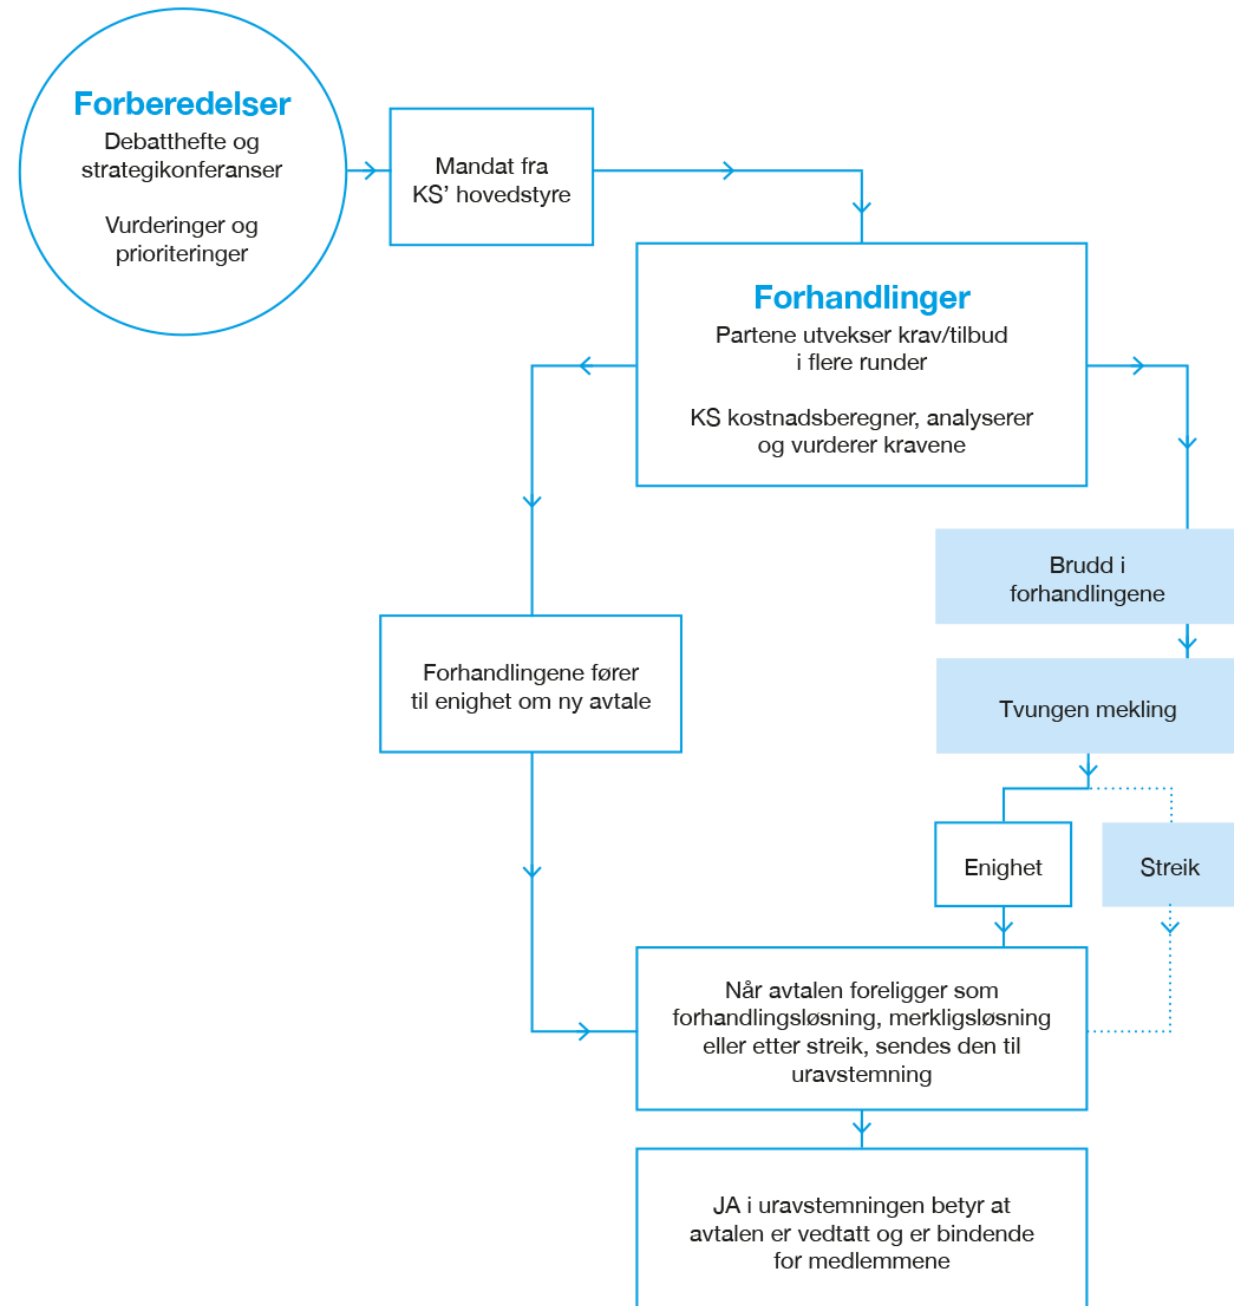 Forberedelser
Debatthefte og
strategikonferanser
Vurderinger og
prioriteringer
Mandat fra
KS’ hovedstyre
Forhandlinger
Partene utvekser krav/tilbud
i flere runder
KS kostnadsberegner, analyserer
og vurderer kravene
Brudd i
forhandlingene
Forhandlingene fører
til enighet om ny avtale
Tvungen mekling
Enighet
Streik
Når avtalen foreligger som
forhandlingsløsning, merkligsløsning
eller etter streik, sendes den til
uravstemning
JA i uravstemningen betyr at
avtalen er vedtatt og er bindende
for medlemmene